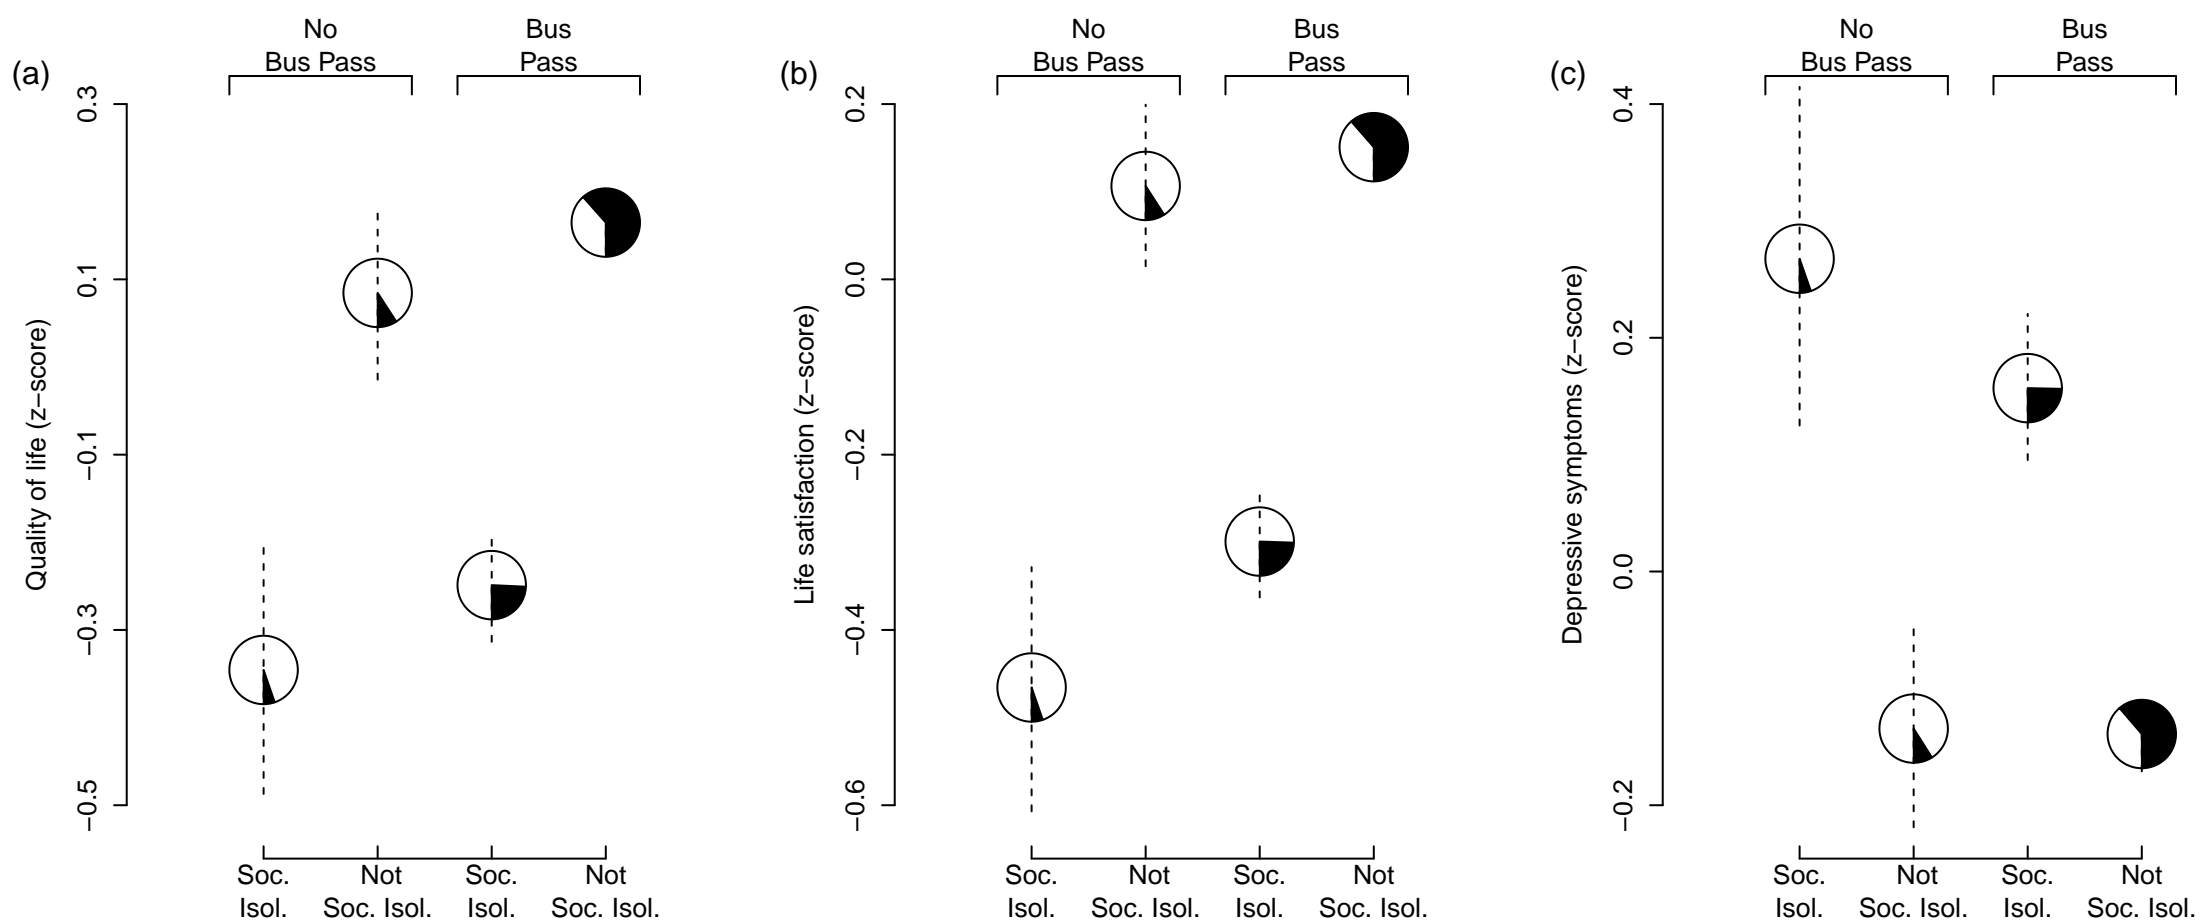 (a)
No
Bus Pass
Bus
Pass
Quality of life (z−score)
0.3
0.1
−0.1
−0.3
−0.5
Soc.
Isol.
Not
Soc. Isol.
Soc.
Isol.
Not
Soc. Isol.
(b)
No
Bus Pass
Bus
Pass
Life satisfaction (z−score)
0.2
0.0
−0.2
−0.4
−0.6
Soc.
Isol.
Not
Soc. Isol.
Soc.
Isol.
Not
Soc. Isol.
(c)
No
Bus Pass
Bus
Pass
Depressive symptoms (z−score)
0.4
0.2
0.0
−0.2
Soc.
Isol.
Not
Soc. Isol.
Soc.
Isol.
Not
Soc. Isol.